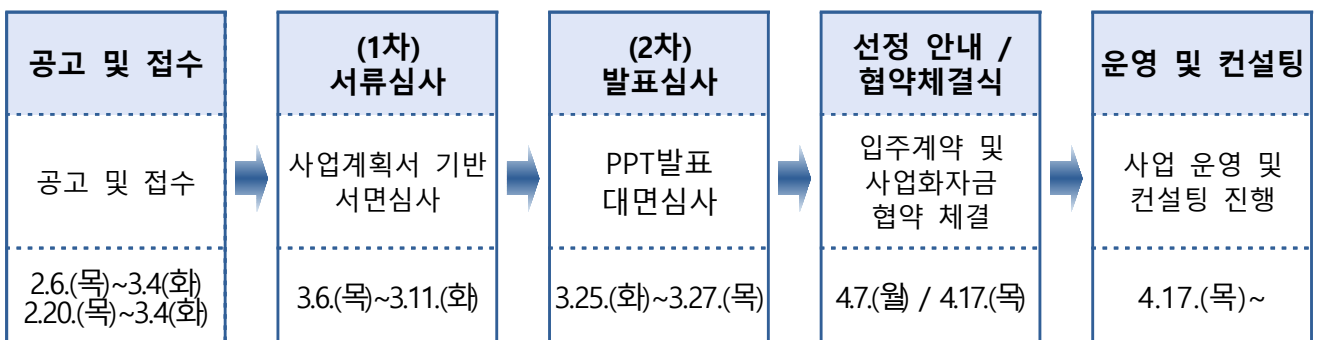 공고 및 접수
(1차)
서류심사
(2차)
발표심사
선정 안내 /
협약체결식
운영 및 컨설팅
공고 및 접수
사업계획서 기반
서면심사
PPT발표
대면심사
입주계약 및
사업화자금
협약 체결
사업 운영 및
컨설팅 진행
2.6.(목)~3.4(화)
2.20.(목)~3.4(화)
3.6.(목)~3.11.(화)
3.25.(화)~3.27.(목)
4.7.(월) / 4.17.(목)
4.17.(목)~